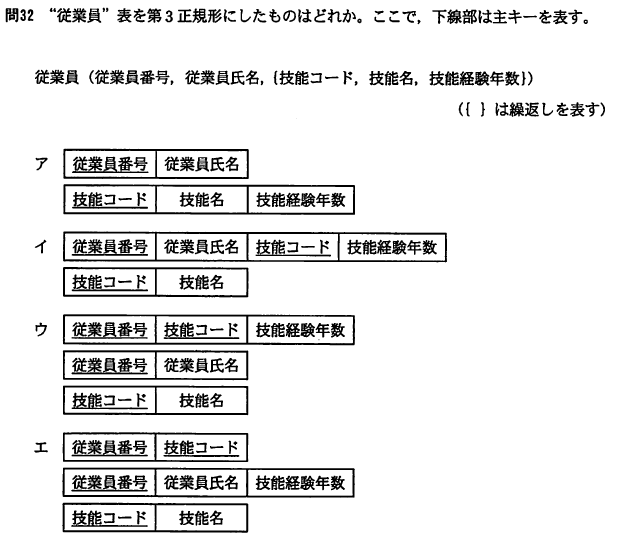 問32 “従業員”表を第3正規形にしたものはどれか。ここで，下線部は主キーを表す。
従業員（従業員番号，従業員氏名，{技能コード，技能名，技能経験年数}）
（{ } は繰返しを表す）
ア 従業員番号 従業員氏名
技能コード 技能名 技能経験年数
イ 従業員番号 従業員氏名 技能コード 技能経験年数
技能コード 技能名
ウ 従業員番号 技能コード 技能経験年数
従業員番号 従業員氏名
技能コード 技能名
エ 従業員番号 技能コード
従業員番号 従業員氏名 技能経験年数
技能コード 技能名